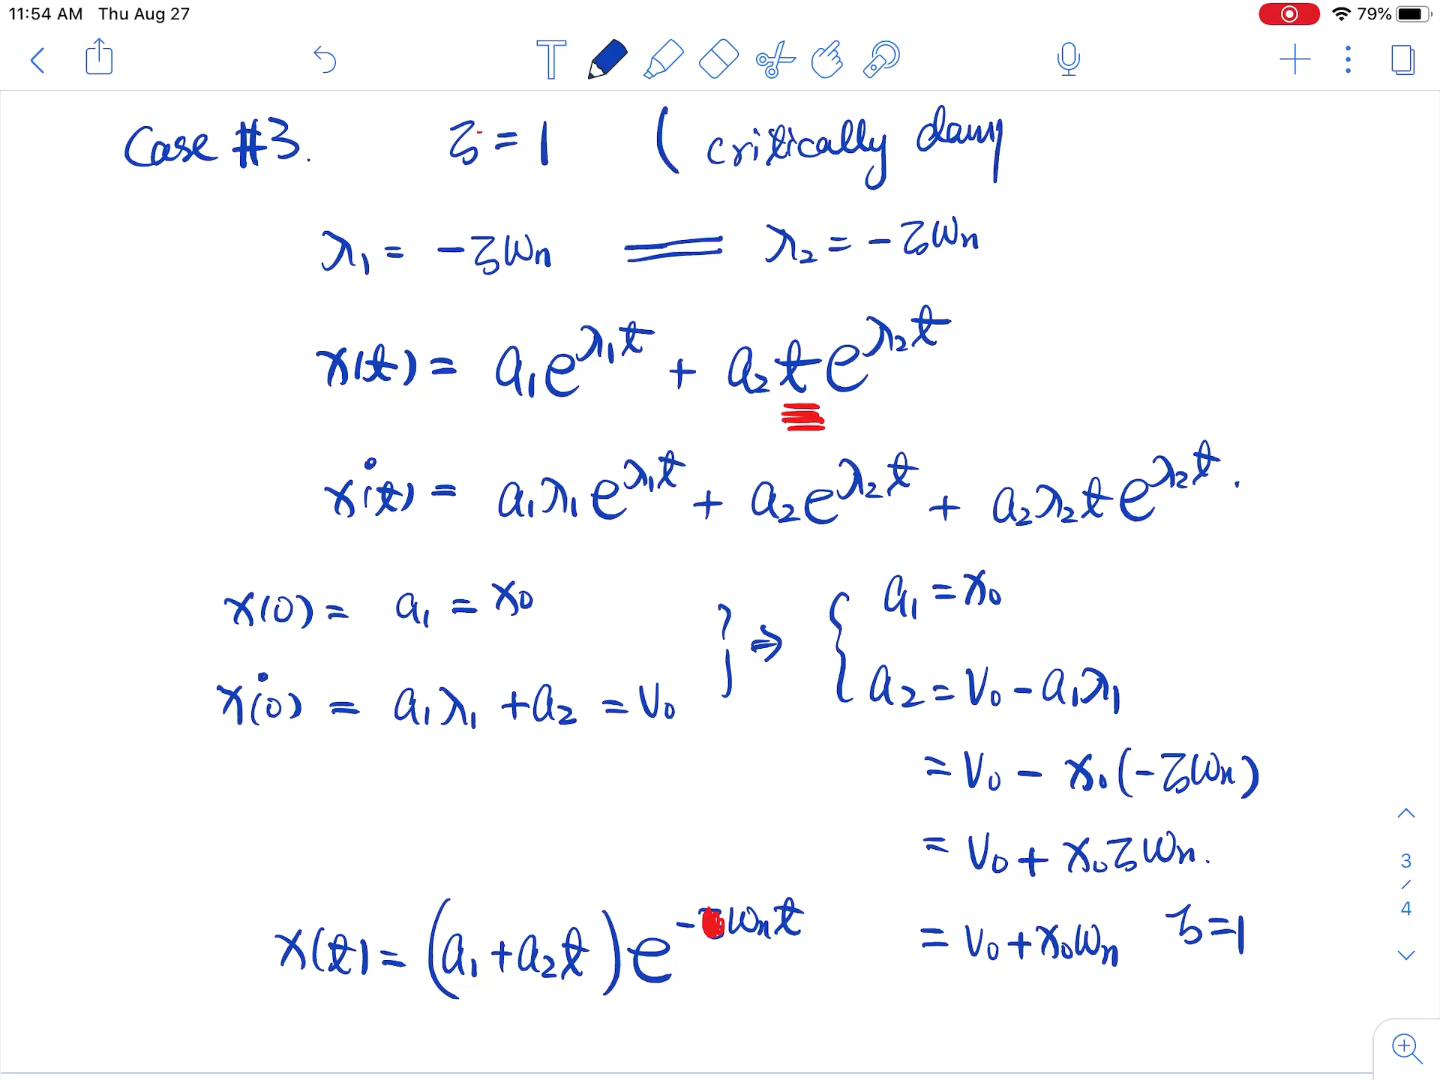 11:54 AM Thu Aug 27 79%
Case #3. ζ = 1 ( critically damp
λ₁ = -ζωₙ = λ₂ = -ζωₙ
x(t) = a₁e^{λ₁t} + a₂te^{λ₂t}
ẋ(t) = a₁λ₁e^{λ₁t} + a₂e^{λ₂t} + a₂λ₂te^{λ₂t}.
x(0) = a₁ = x₀ } ⇒ { a₁ = x₀
ẋ(0) = a₁λ₁ + a₂ = v₀
a₂ = v₀ - a₁λ₁
= v₀ - x₀(-ζωₙ)
= v₀ + x₀ζωₙ.
= v₀ + x₀ωₙ ζ=1
x(t) = (a₁ + a₂t)e^{-ωₙt}
3
/
4